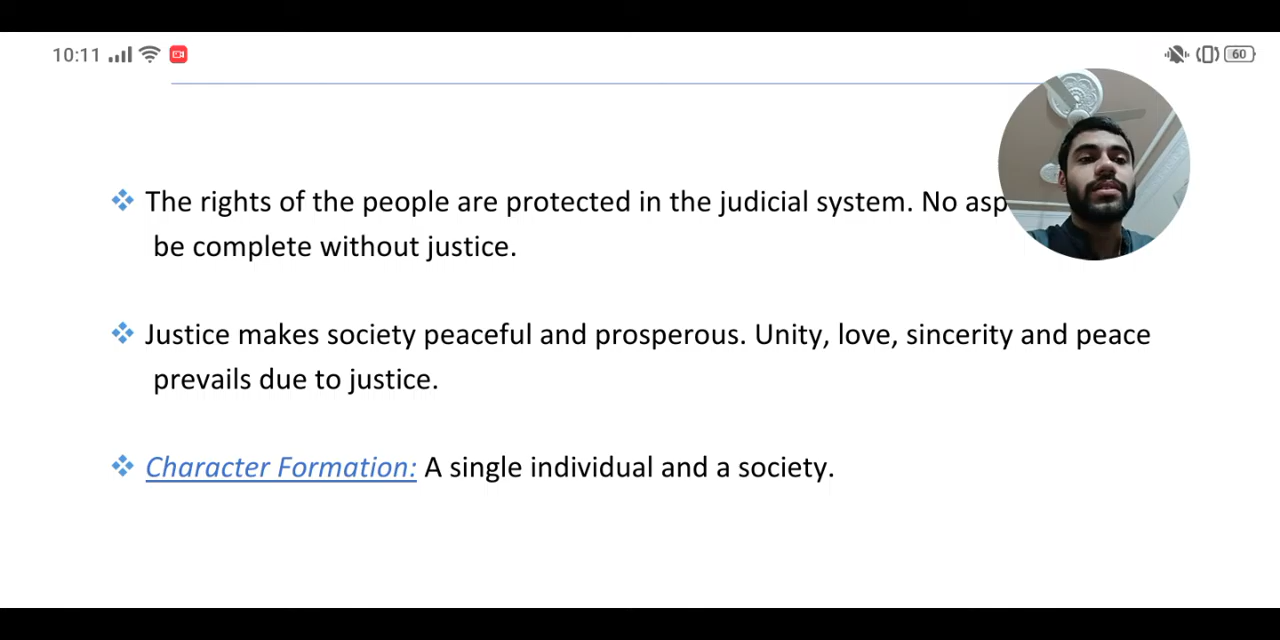 10:11
60
The rights of the people are protected in the judicial system. No
be complete without justice.
Justice makes society peaceful and prosperous. Unity, love, sincerity and peace
prevails due to justice.
Character Formation: A single individual and a society.